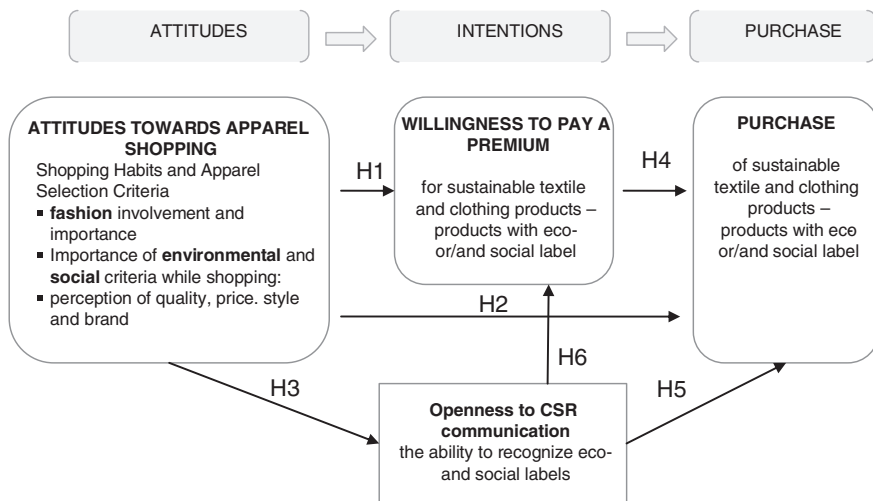 ATTITUDES
INTENTIONS
PURCHASE
ATTITUDES TOWARDS APPAREL
SHOPPING
Shopping Habits and Apparel
Selection Criteria
▪ fashion involvement and
importance
▪ Importance of environmental and
social criteria while shopping:
▪ perception of quality, price. style
and brand
H1
WILLINGNESS TO PAY A
PREMIUM
for sustainable textile
and clothing products –
products with eco-
or/and social label
H4
PURCHASE
of sustainable
textile and clothing
products –
products with eco
or/and social label
H2
H3
H6
H5
Openness to CSR
communication
the ability to recognize eco-
and social labels